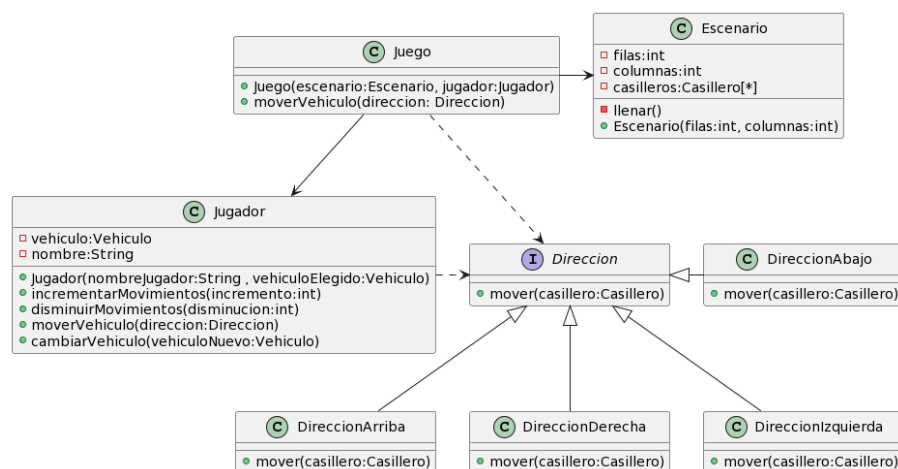 C Juego
Juego(escenario:Escenario, jugador:Jugador)
moverVehiculo(direccion: Direccion)
C Escenario
filas:int
columnas:int
casilleros:Casillero[*]
llenar()
Escenario(filas:int, columnas:int)
C Jugador
vehiculo:Vehiculo
nombre:String
Jugador(nombreJugador:String , vehiculoElegido:Vehiculo)
incrementarMovimientos(incremento:int)
disminuirMovimientos(disminucion:int)
moverVehiculo(direccion:Direccion)
cambiarVehiculo(vehiculoNuevo:Vehiculo)
I Direccion
mover(casillero:Casillero)
C DireccionAbajo
mover(casillero:Casillero)
C DireccionArriba
mover(casillero:Casillero)
C DireccionDerecha
mover(casillero:Casillero)
C DireccionIzquierda
mover(casillero:Casillero)